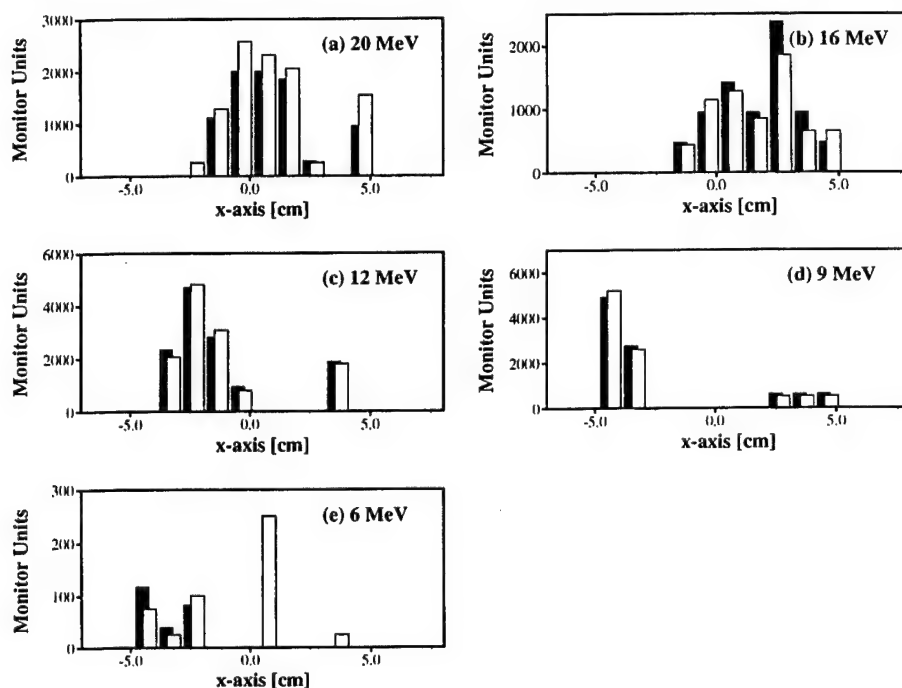 3000
2000
1000
0
Monitor Units
(a) 20 MeV
-5.0 0.0 5.0
x-axis [cm]
2000
1000
0
Monitor Units
(b) 16 MeV
-5.0 0.0 5.0
x-axis [cm]
6000
4000
2000
0
Monitor Units
(c) 12 MeV
-5.0 0.0 5.0
x-axis [cm]
6000
4000
2000
0
Monitor Units
(d) 9 MeV
-5.0 0.0 5.0
x-axis [cm]
300
200
100
0
Monitor Units
(e) 6 MeV
-5.0 0.0 5.0
x-axis [cm]